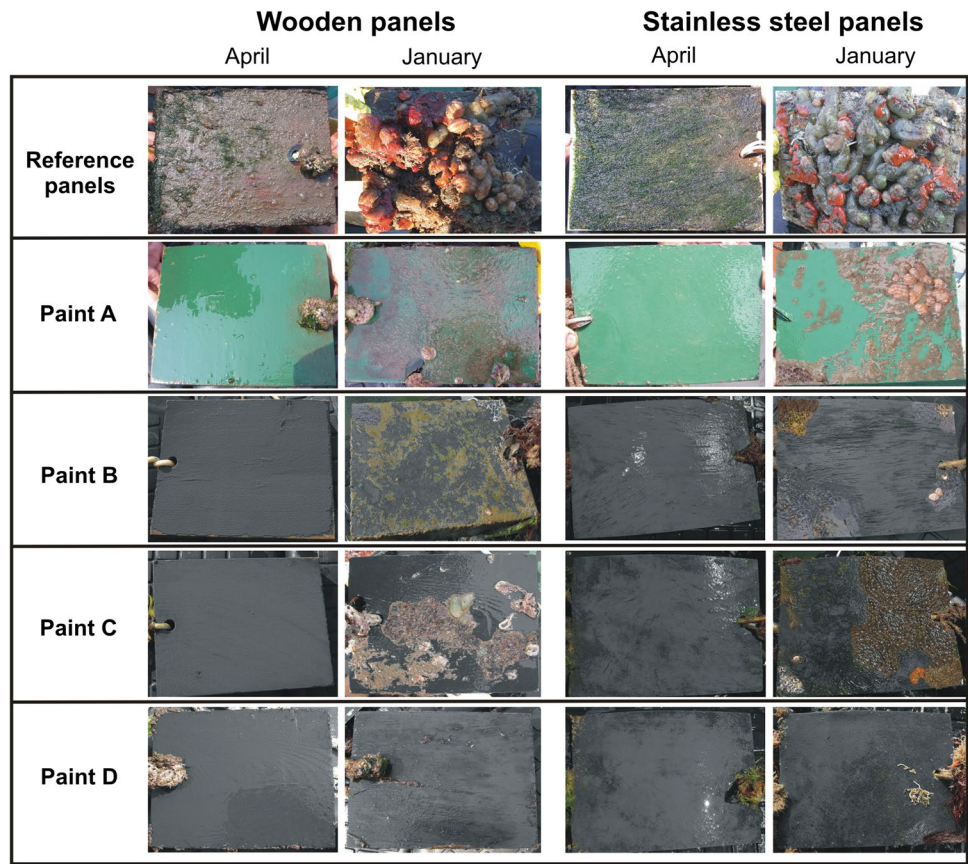 Wooden panels
Stainless steel panels
April
January
April
January
Reference
panels
Paint A
Paint B
Paint C
Paint D